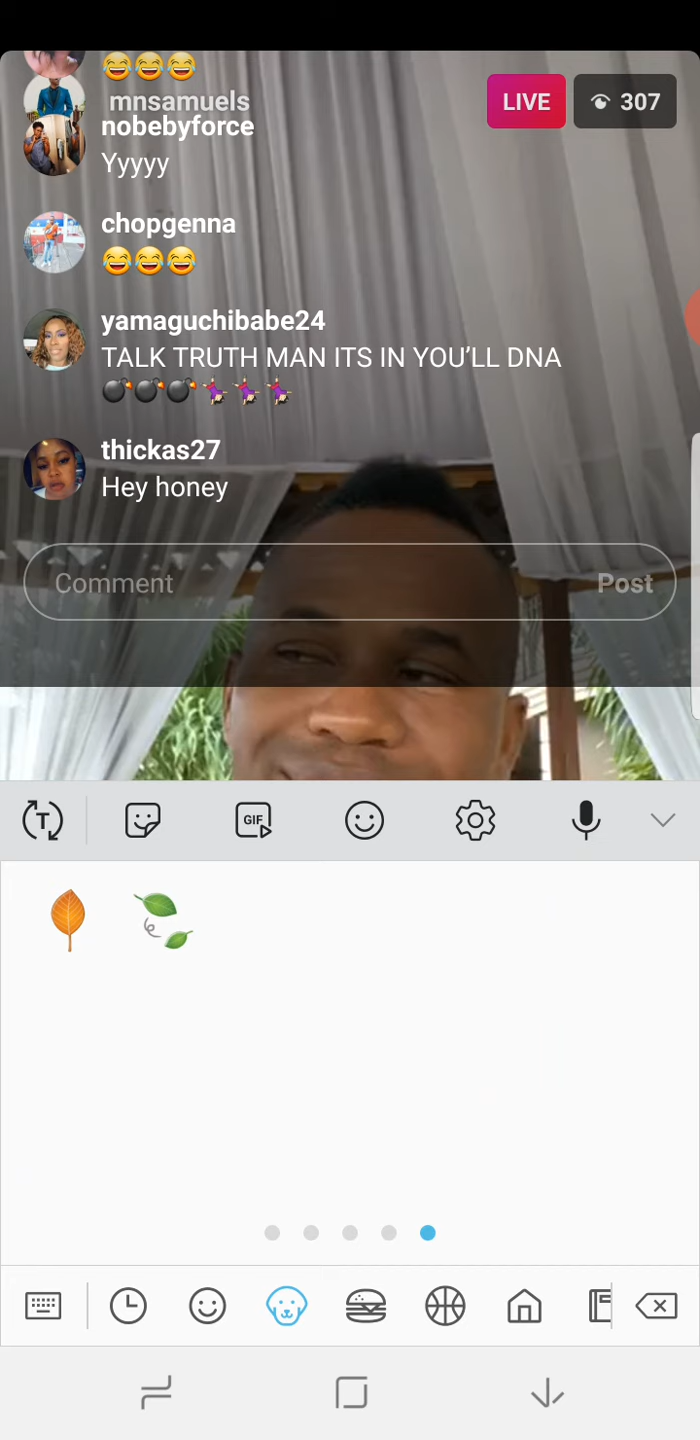 😂😂😂
mnsamuels
LIVE
307
nobebyforce
Yyyyy
chopgenna
😂😂😂
yamaguchibabe24
TALK TRUTH MAN ITS IN YOU’LL DNA
💣💣💣💃💃💃
thickas27
Hey honey
Comment
Post
T
GIF